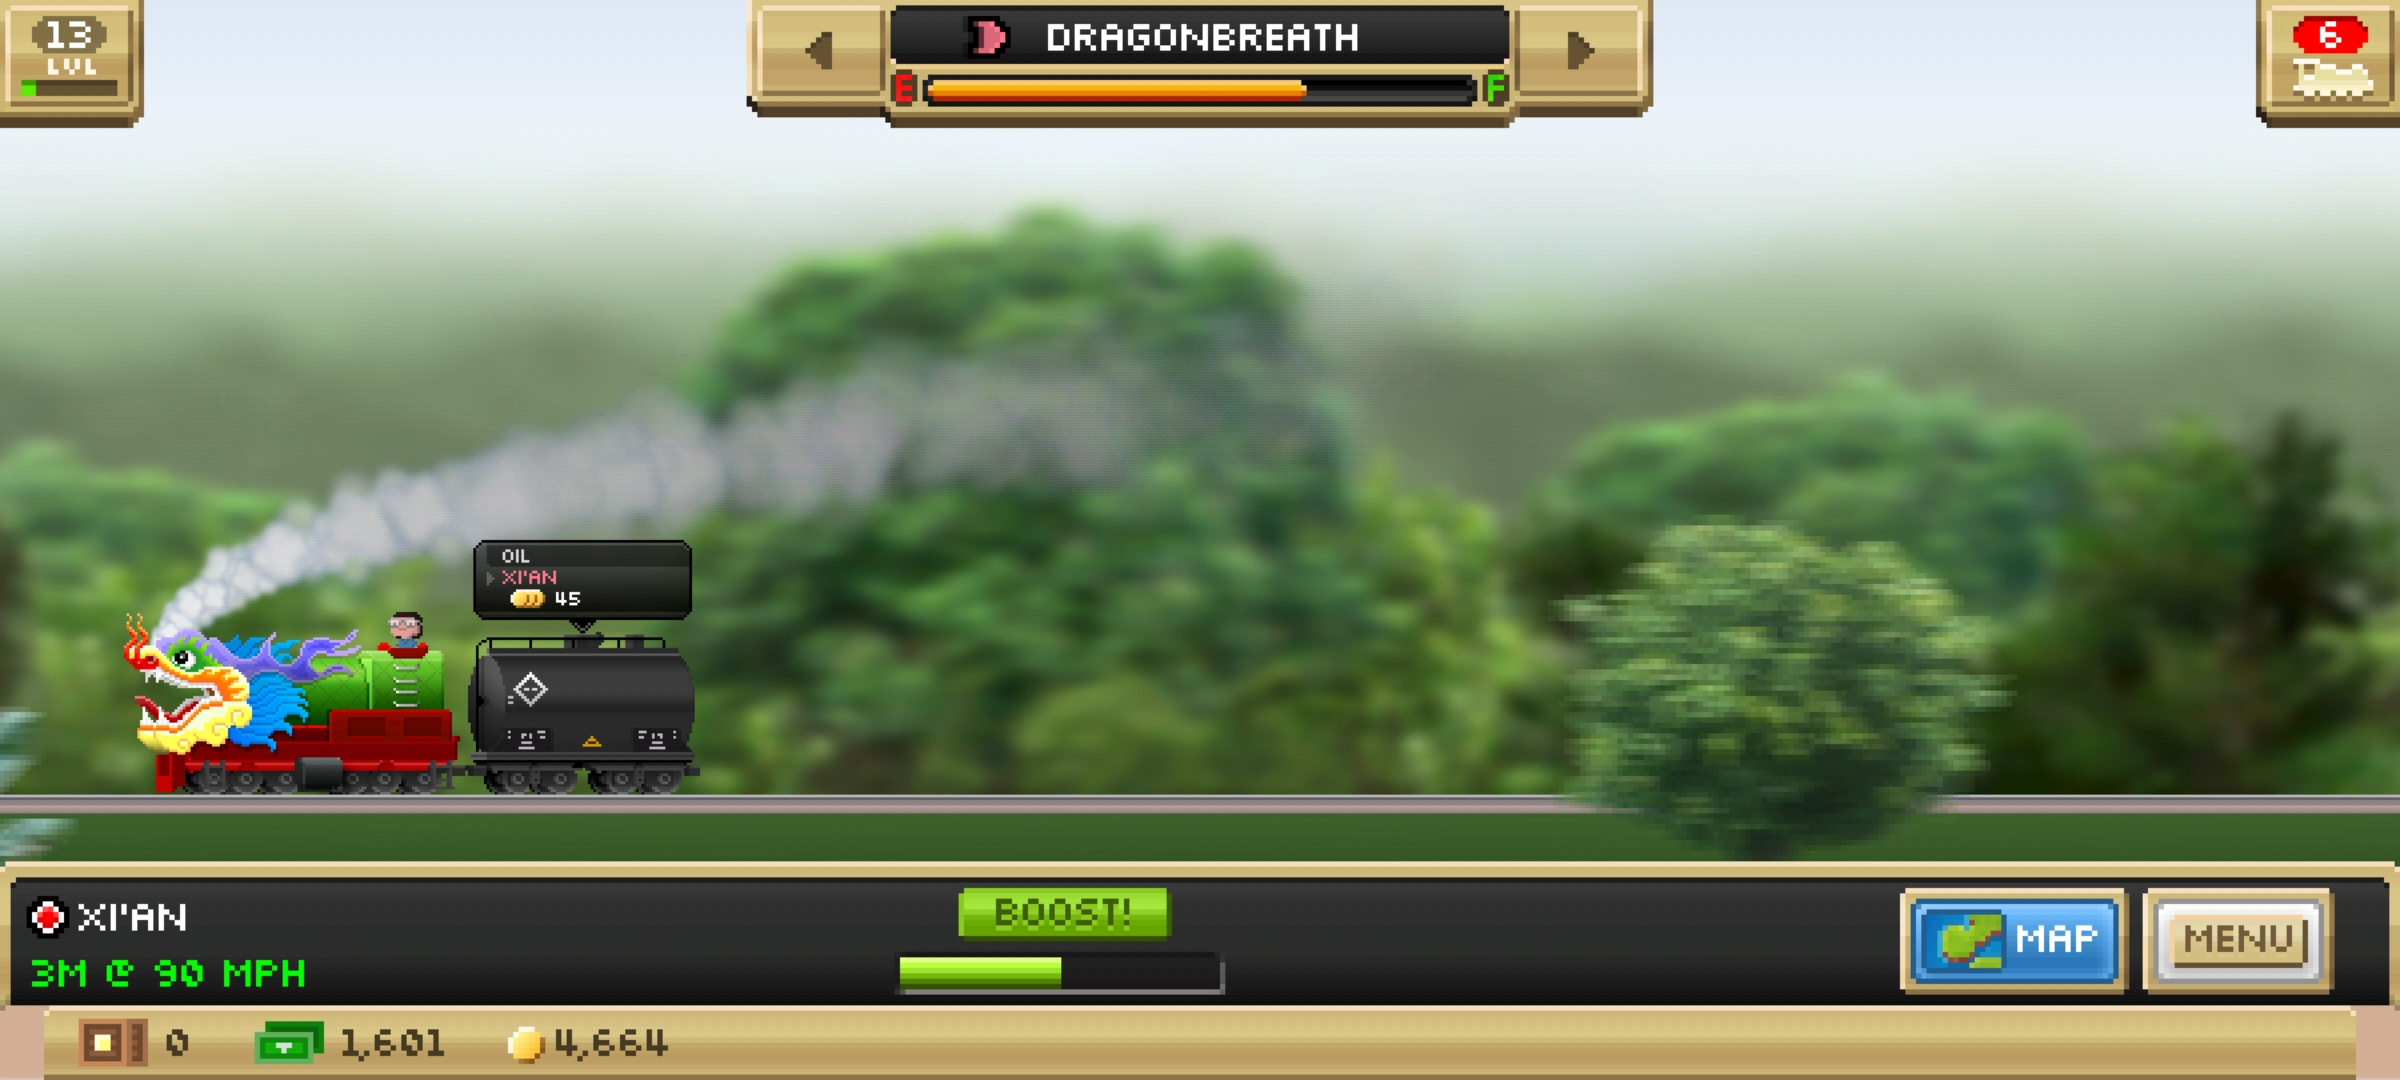 13
LVL
DRAGONBREATH
E F
6
OIL
XI'AN
45
XI'AN
3M @ 90 MPH
BOOST!
MAP
MENU
0
1,601
4,664